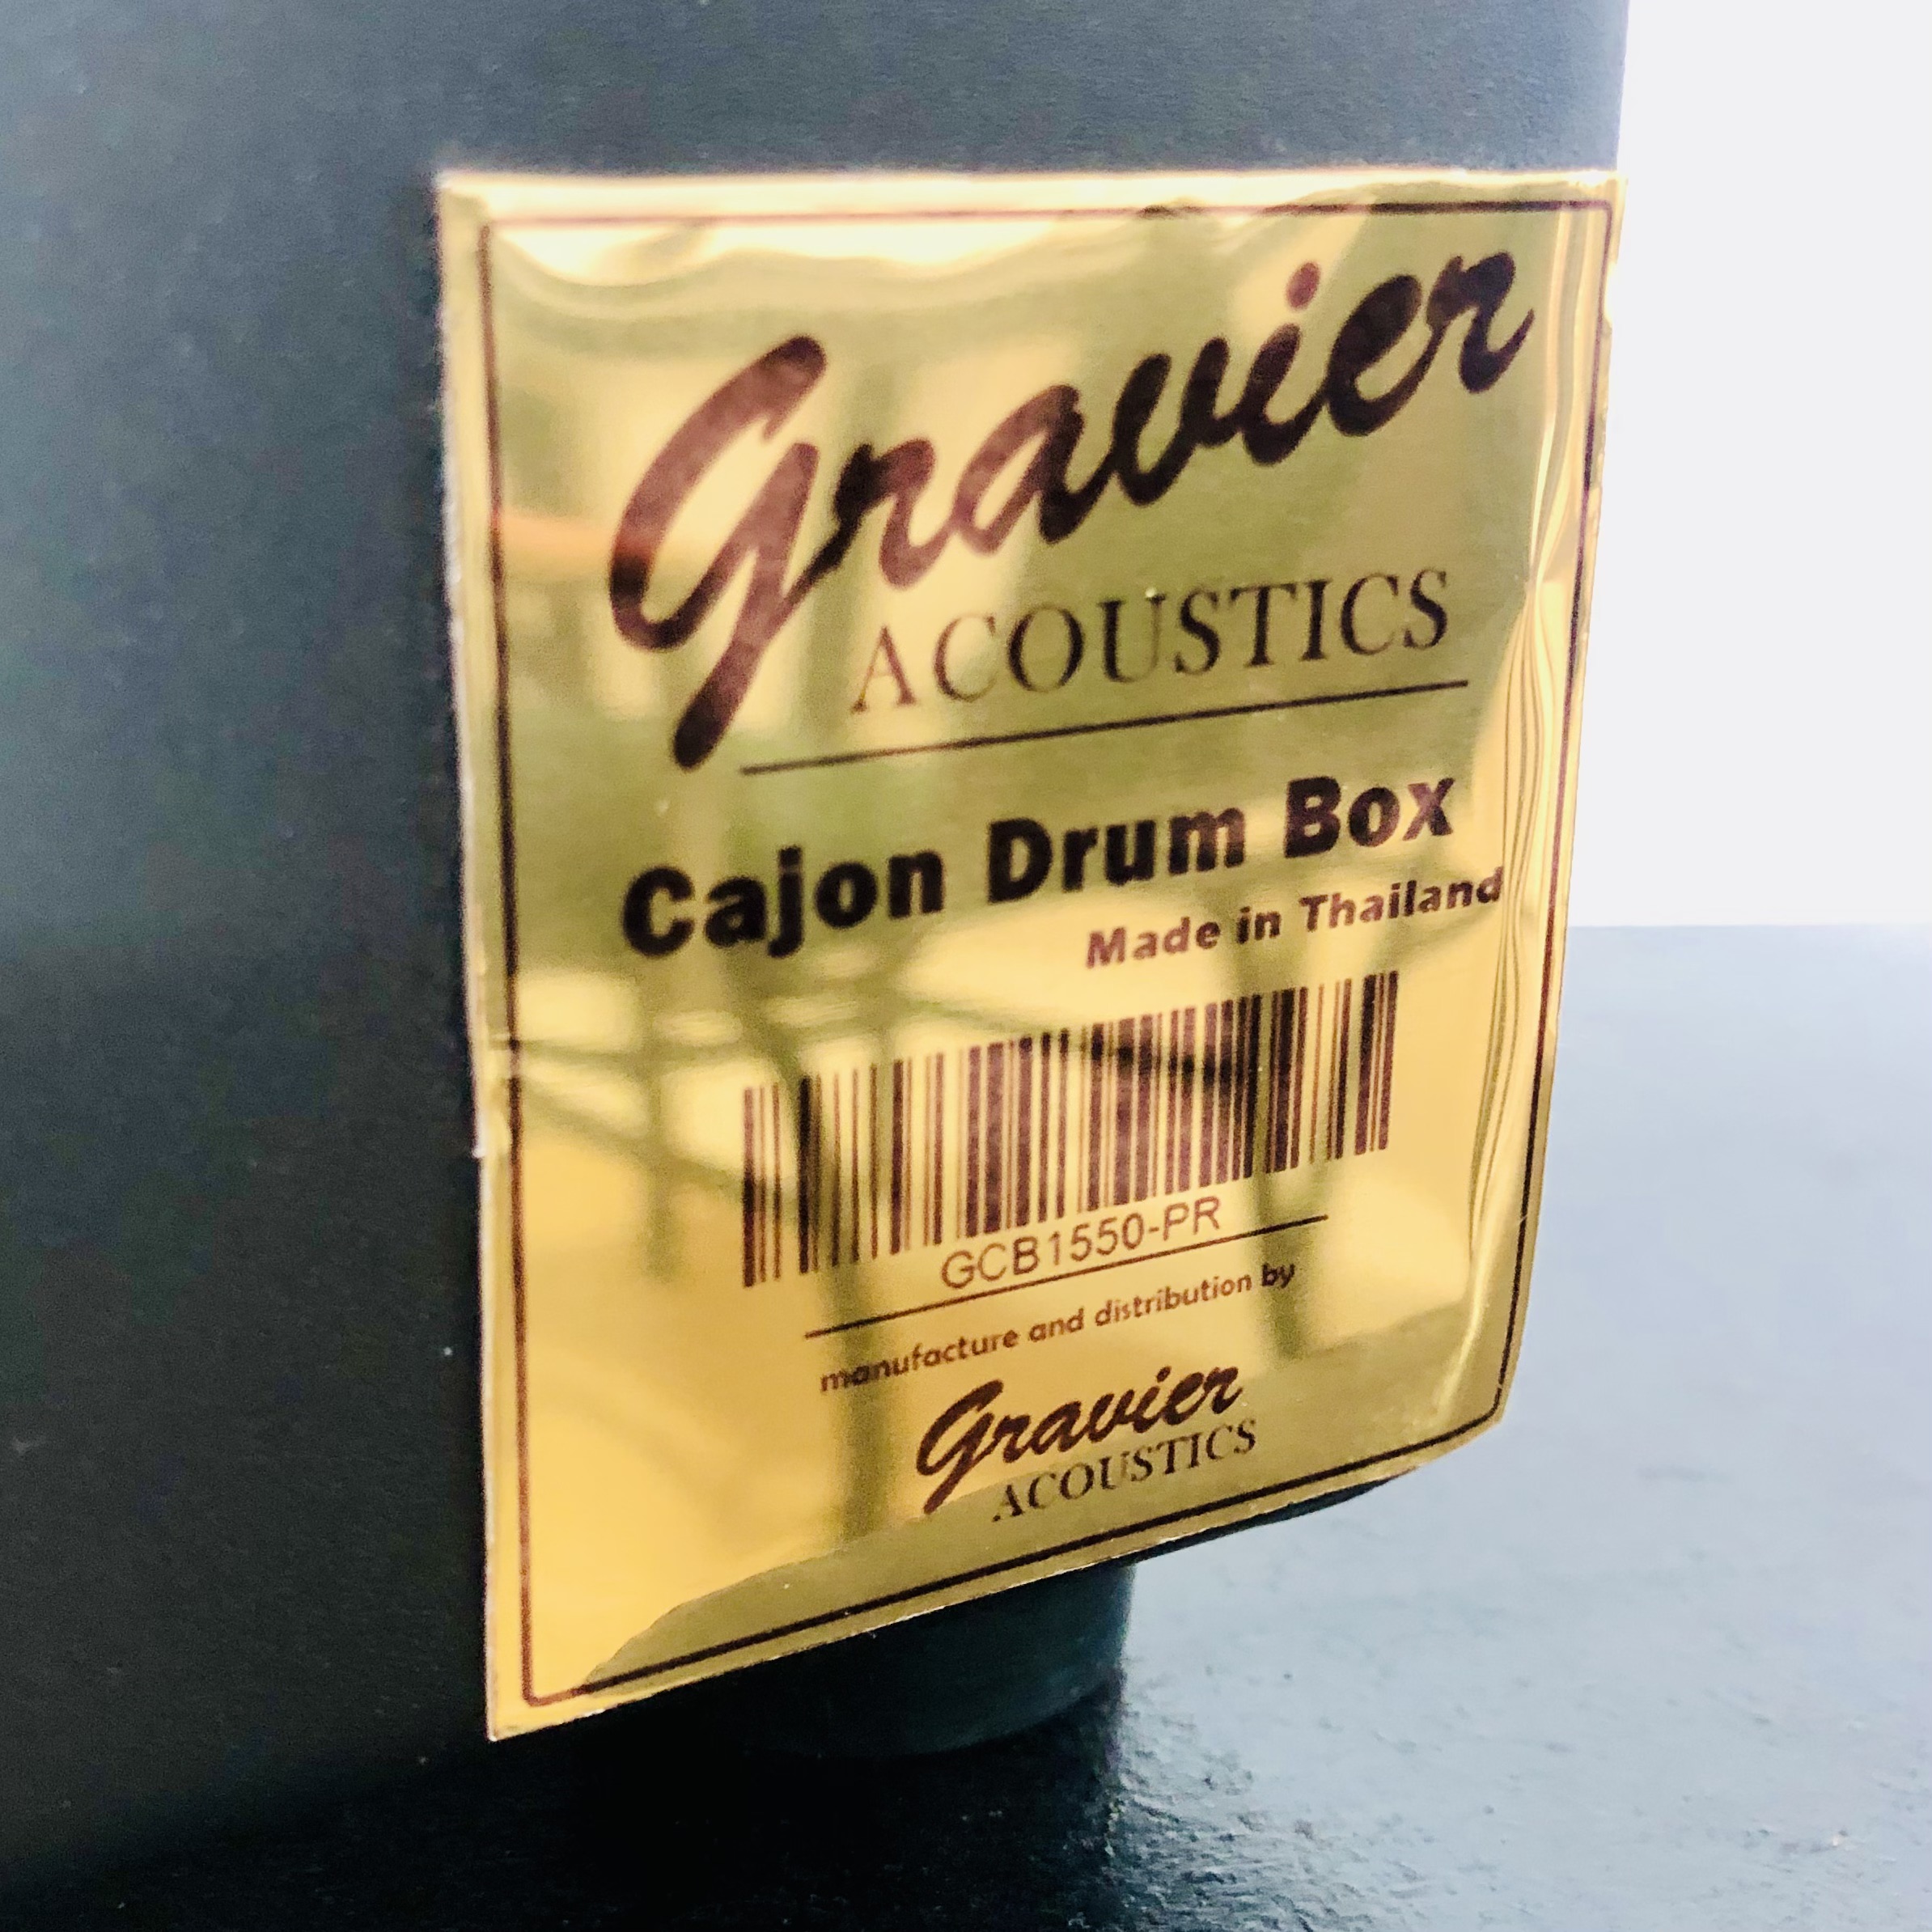 Gravier
ACOUSTICS
Cajon Drum Box
Made in Thailand
GCB1550-PR
manufacture and distribution by
Gravier
ACOUSTICS